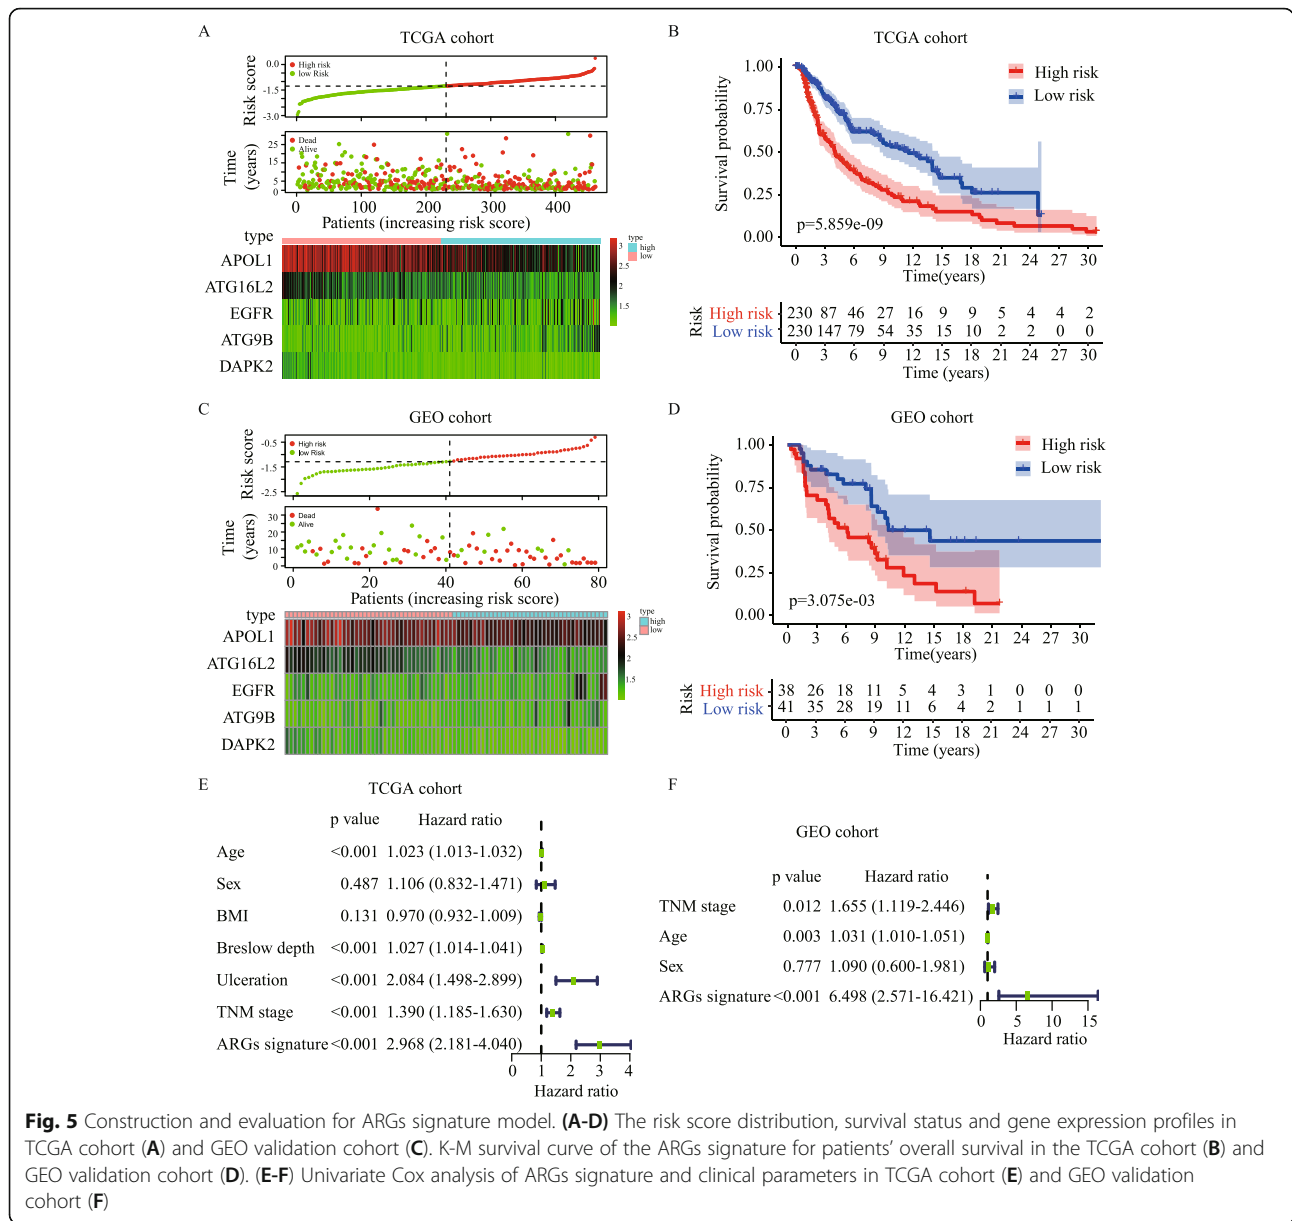 A
TCGA cohort
Risk score
0.0
-1.5
-3.0
High risk
low Risk
Time
(years)
25
15
10
5
0
Dead
Alive
0 100 200 300 400
Patients (increasing risk score)
type
APOL1
ATG16L2
EGFR
ATG9B
DAPK2
3
2.5
2
1.5
type
high
low
B
TCGA cohort
High risk
Low risk
Survival probability
1.00
0.75
0.50
0.25
0.00
p=5.859e-09
0 3 6 9 12 15 18 21 24 27 30
Time(years)
Risk
High risk 230 87 46 27 16 9 9 5 4 4 2
Low risk 230 147 79 54 35 15 10 2 2 0 0
0 3 6 9 12 15 18 21 24 27 30
Time (years)
C
GEO cohort
Risk score
-0.5
-1.5
-2.5
High risk
low Risk
Time
(years)
30
20
10
0
Dead
Alive
0 20 40 60 80
Patients (increasing risk score)
type
APOL1
ATG16L2
EGFR
ATG9B
DAPK2
3
2.5
2
1.5
type
high
low
D
GEO cohort
High risk
Low risk
Survival probability
1.00
0.75
0.50
0.25
0.00
p=3.075e-03
0 3 6 9 12 15 18 21 24 27 30
Time(years)
Risk
High risk 38 26 18 11 5 4 3 1 0 0 0
Low risk 41 35 28 19 11 6 4 2 1 1 1
0 3 6 9 12 15 18 21 24 27 30
Time (years)
E
TCGA cohort
p value Hazard ratio
Age <0.001 1.023 (1.013-1.032)
Sex 0.487 1.106 (0.832-1.471)
BMI 0.131 0.970 (0.932-1.009)
Breslow depth <0.001 1.027 (1.014-1.041)
Ulceration <0.001 2.084 (1.498-2.899)
TNM stage <0.001 1.390 (1.185-1.630)
ARGs signature <0.001 2.968 (2.181-4.040)
0 1 2 3 4
Hazard ratio
F
GEO cohort
p value Hazard ratio
TNM stage 0.012 1.655 (1.119-2.446)
Age 0.003 1.031 (1.010-1.051)
Sex 0.777 1.090 (0.600-1.981)
ARGs signature <0.001 6.498 (2.571-16.421)
0 5 10 15
Hazard ratio
Fig. 5 Construction and evaluation for ARGs signature model. (A-D) The risk score distribution, survival status and gene expression profiles in
TCGA cohort (A) and GEO validation cohort (C). K-M survival curve of the ARGs signature for patients’ overall survival in the TCGA cohort (B) and
GEO validation cohort (D). (E-F) Univariate Cox analysis of ARGs signature and clinical parameters in TCGA cohort (E) and GEO validation
cohort (F)